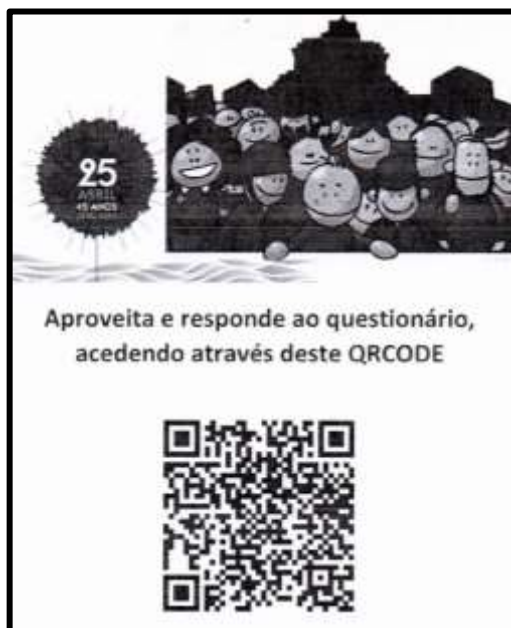 25
ABRIL
45 ANOS
Aproveita e responde ao questionário,
acedendo através deste QRCODE